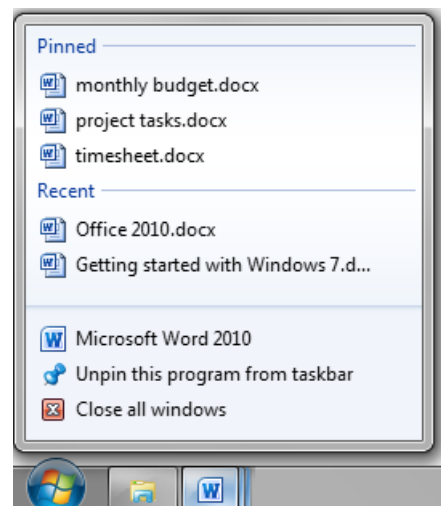 Pinned
monthly budget.docx
project tasks.docx
timesheet.docx
Recent
Office 2010.docx
Getting started with Windows 7.d...
Microsoft Word 2010
Unpin this program from taskbar
Close all windows